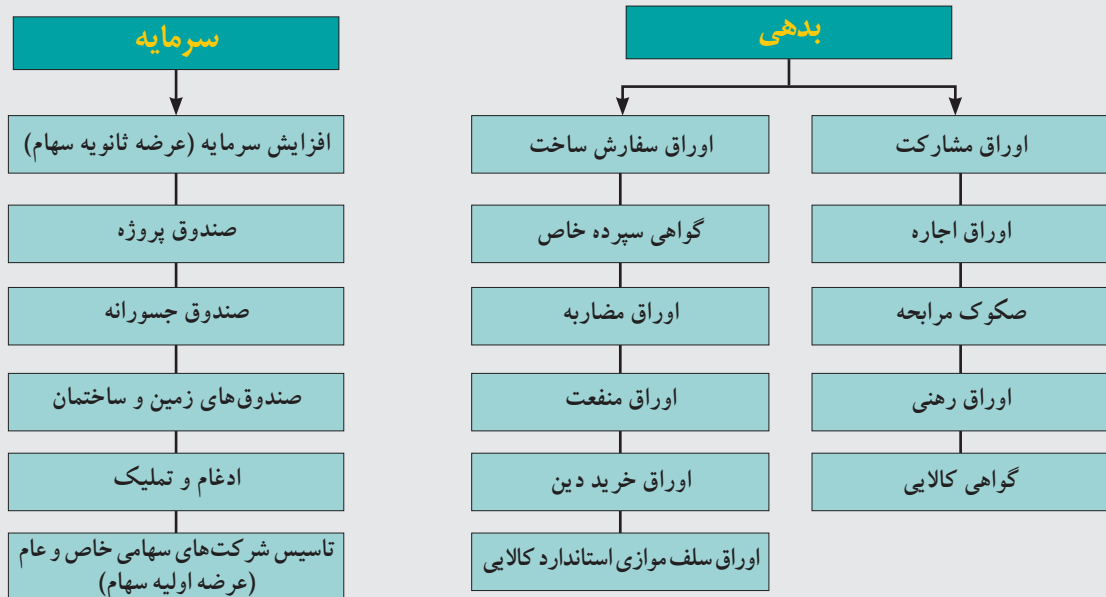 بدهی
اوراق مشارکت
اوراق اجاره
صکوک مرابحه
اوراق رهنی
گواهی کالایی
اوراق سفارش ساخت
گواهی سپرده خاص
اوراق مضاربه
اوراق منفعت
اوراق خرید دین
اوراق سلف موازی استاندارد کالایی
سرمایه
افزایش سرمایه (عرضه ثانویه سهام)
صندوق پروژه
صندوق جسورانه
صندوق‌های زمین و ساختمان
ادغام و تملیک
تاسیس شرکت‌های سهامی خاص و عام
(عرضه اولیه سهام)